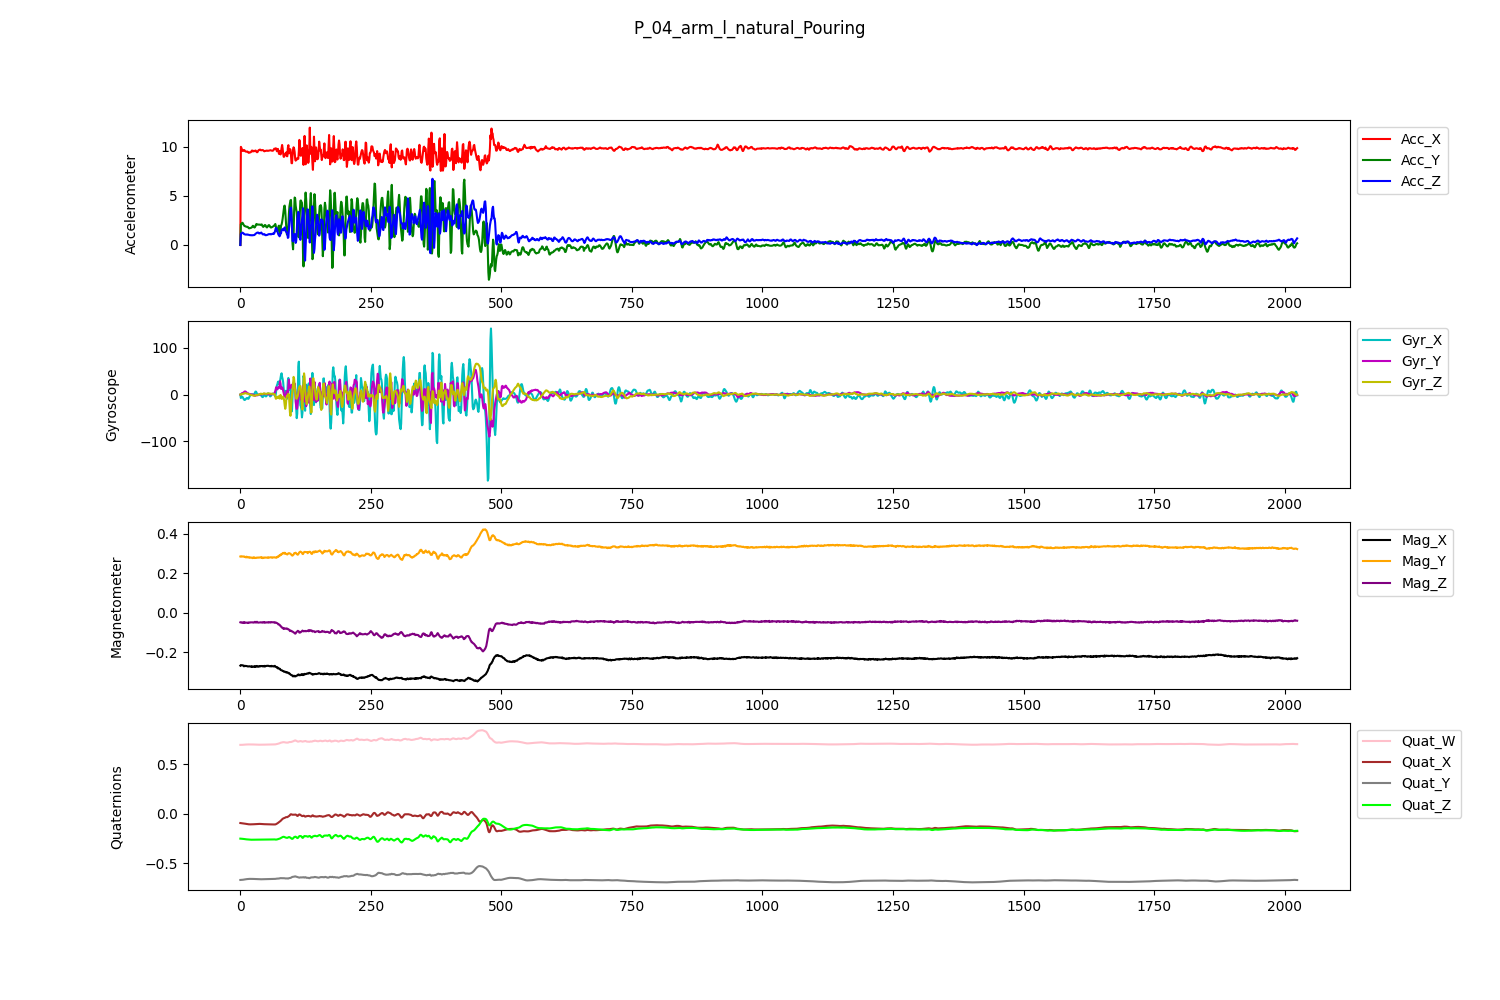 P_04_arm_l_natural_Pouring
Accelerometer
10
5
0
0 250 500 750 1000 1250 1500 1750 2000
Acc_X
Acc_Y
Acc_Z
Gyroscope
100
0
−100
0 250 500 750 1000 1250 1500 1750 2000
Gyr_X
Gyr_Y
Gyr_Z
Magnetometer
0.4
0.2
0.0
−0.2
0 250 500 750 1000 1250 1500 1750 2000
Mag_X
Mag_Y
Mag_Z
Quaternions
0.5
0.0
−0.5
0 250 500 750 1000 1250 1500 1750 2000
Quat_W
Quat_X
Quat_Y
Quat_Z